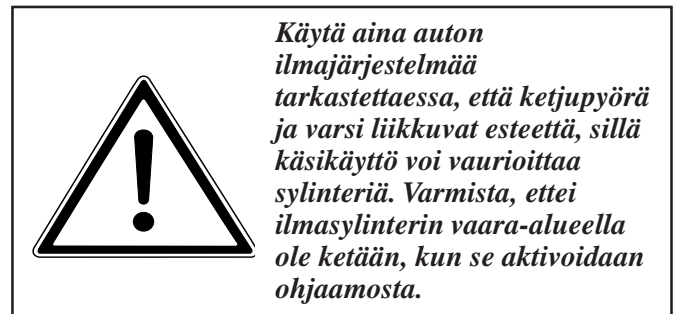 Käytä aina auton
ilmajärjestelmää
tarkastettaessa, että ketjupyörä
ja varsi liikkuvat esteettä, sillä
käsikäyttö voi vaurioittaa
sylinteriä. Varmista, ettei
ilmasylinterin vaara-alueella
ole ketään, kun se aktivoidaan
ohjaamosta.